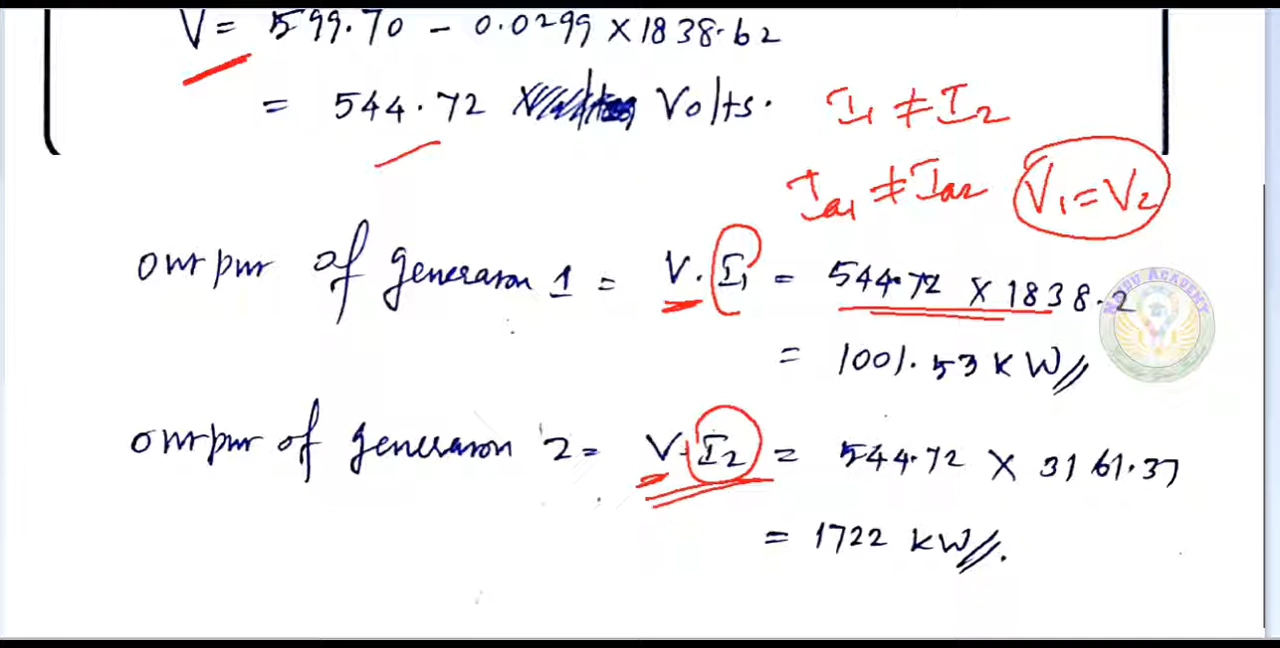 V = 599.70 - 0.0299 × 1838.62
= 544.72 Volts.
I1 ≠ I2
Ia1 ≠ Ia2 V1 = V2
output of generator 1 = V.I1 = 544.72 × 1838.2
= 1001.53 KW
output of generator 2 = V.I2 = 544.72 × 3161.37
= 1722 KW.
ACADEMY